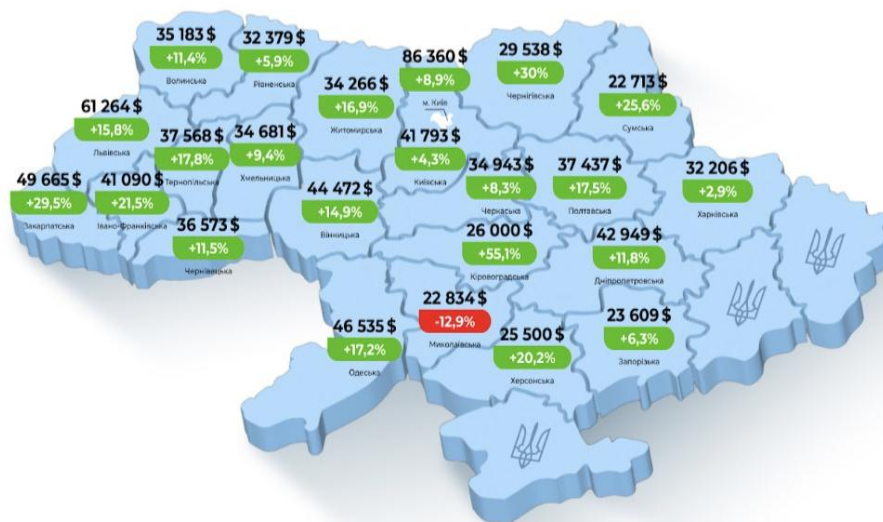 35 183 $
+11,4%
Волинська
32 379 $
+5,9%
Рівненська
34 266 $
+16,9%
Житомирська
86 360 $
+8,9%
м. Київ
29 538 $
+30%
Чернігівська
22 713 $
+25,6%
Сумська
61 264 $
+15,8%
Львівська
37 568 $
+17,8%
Тернопільська
34 681 $
+9,4%
Хмельницька
41 793 $
+4,3%
Київська
34 943 $
+8,3%
Черкаська
37 437 $
+17,5%
Полтавська
32 206 $
+2,9%
Харківська
49 665 $
+29,5%
Закарпатська
41 090 $
+21,5%
Івано-Франківська
36 573 $
+11,5%
Чернівецька
44 472 $
+14,9%
Вінницька
26 000 $
+55,1%
Кіровоградська
42 949 $
+11,8%
Дніпропетровська
46 535 $
+17,2%
Одеська
22 834 $
-12,9%
Миколаївська
25 500 $
+20,2%
Херсонська
23 609 $
+6,3%
Запорізька